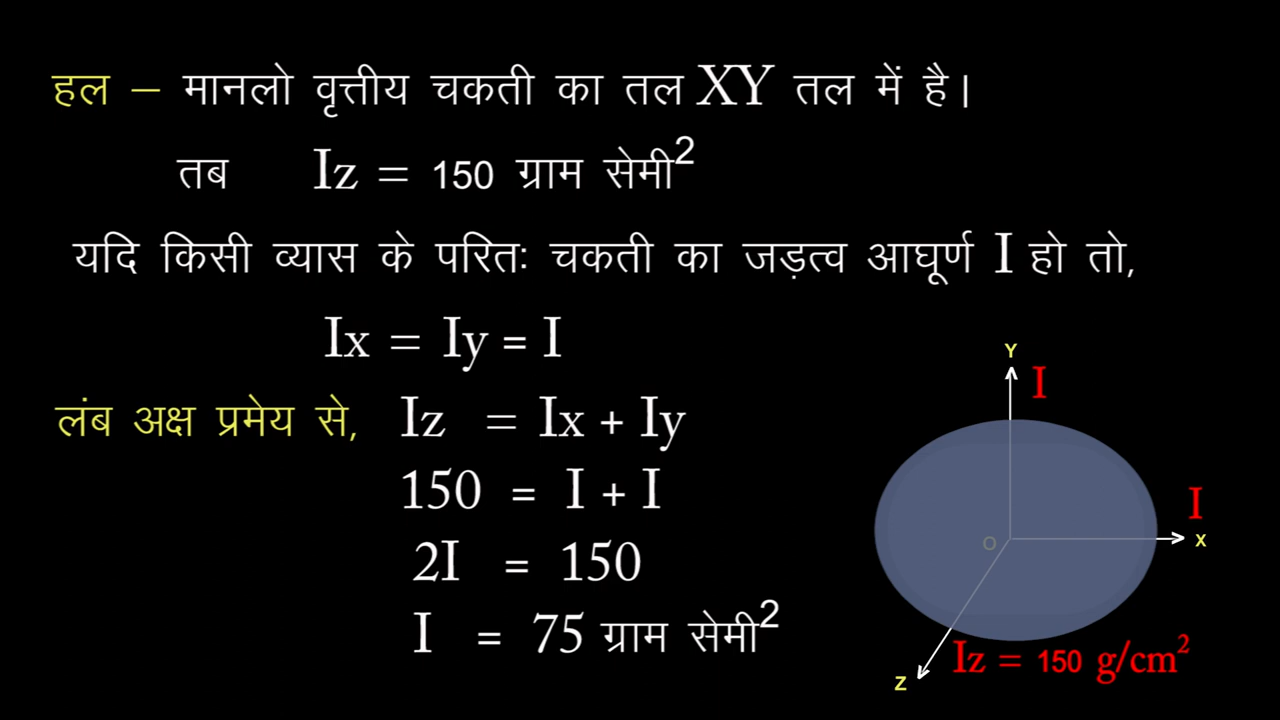 हल – मानलो वृत्तीय चकती का तल XY तल में है।
तब Iz = 150 ग्राम सेमी²
यदि किसी व्यास के परितः चकती का जड़त्व आघूर्ण I हो तो,
Ix = Iy = I
लंब अक्ष प्रमेय से, Iz = Ix + Iy
150 = I + I
2I = 150
I = 75 ग्राम सेमी²
Y
I
I
O
X
Iz = 150 g/cm²
Z